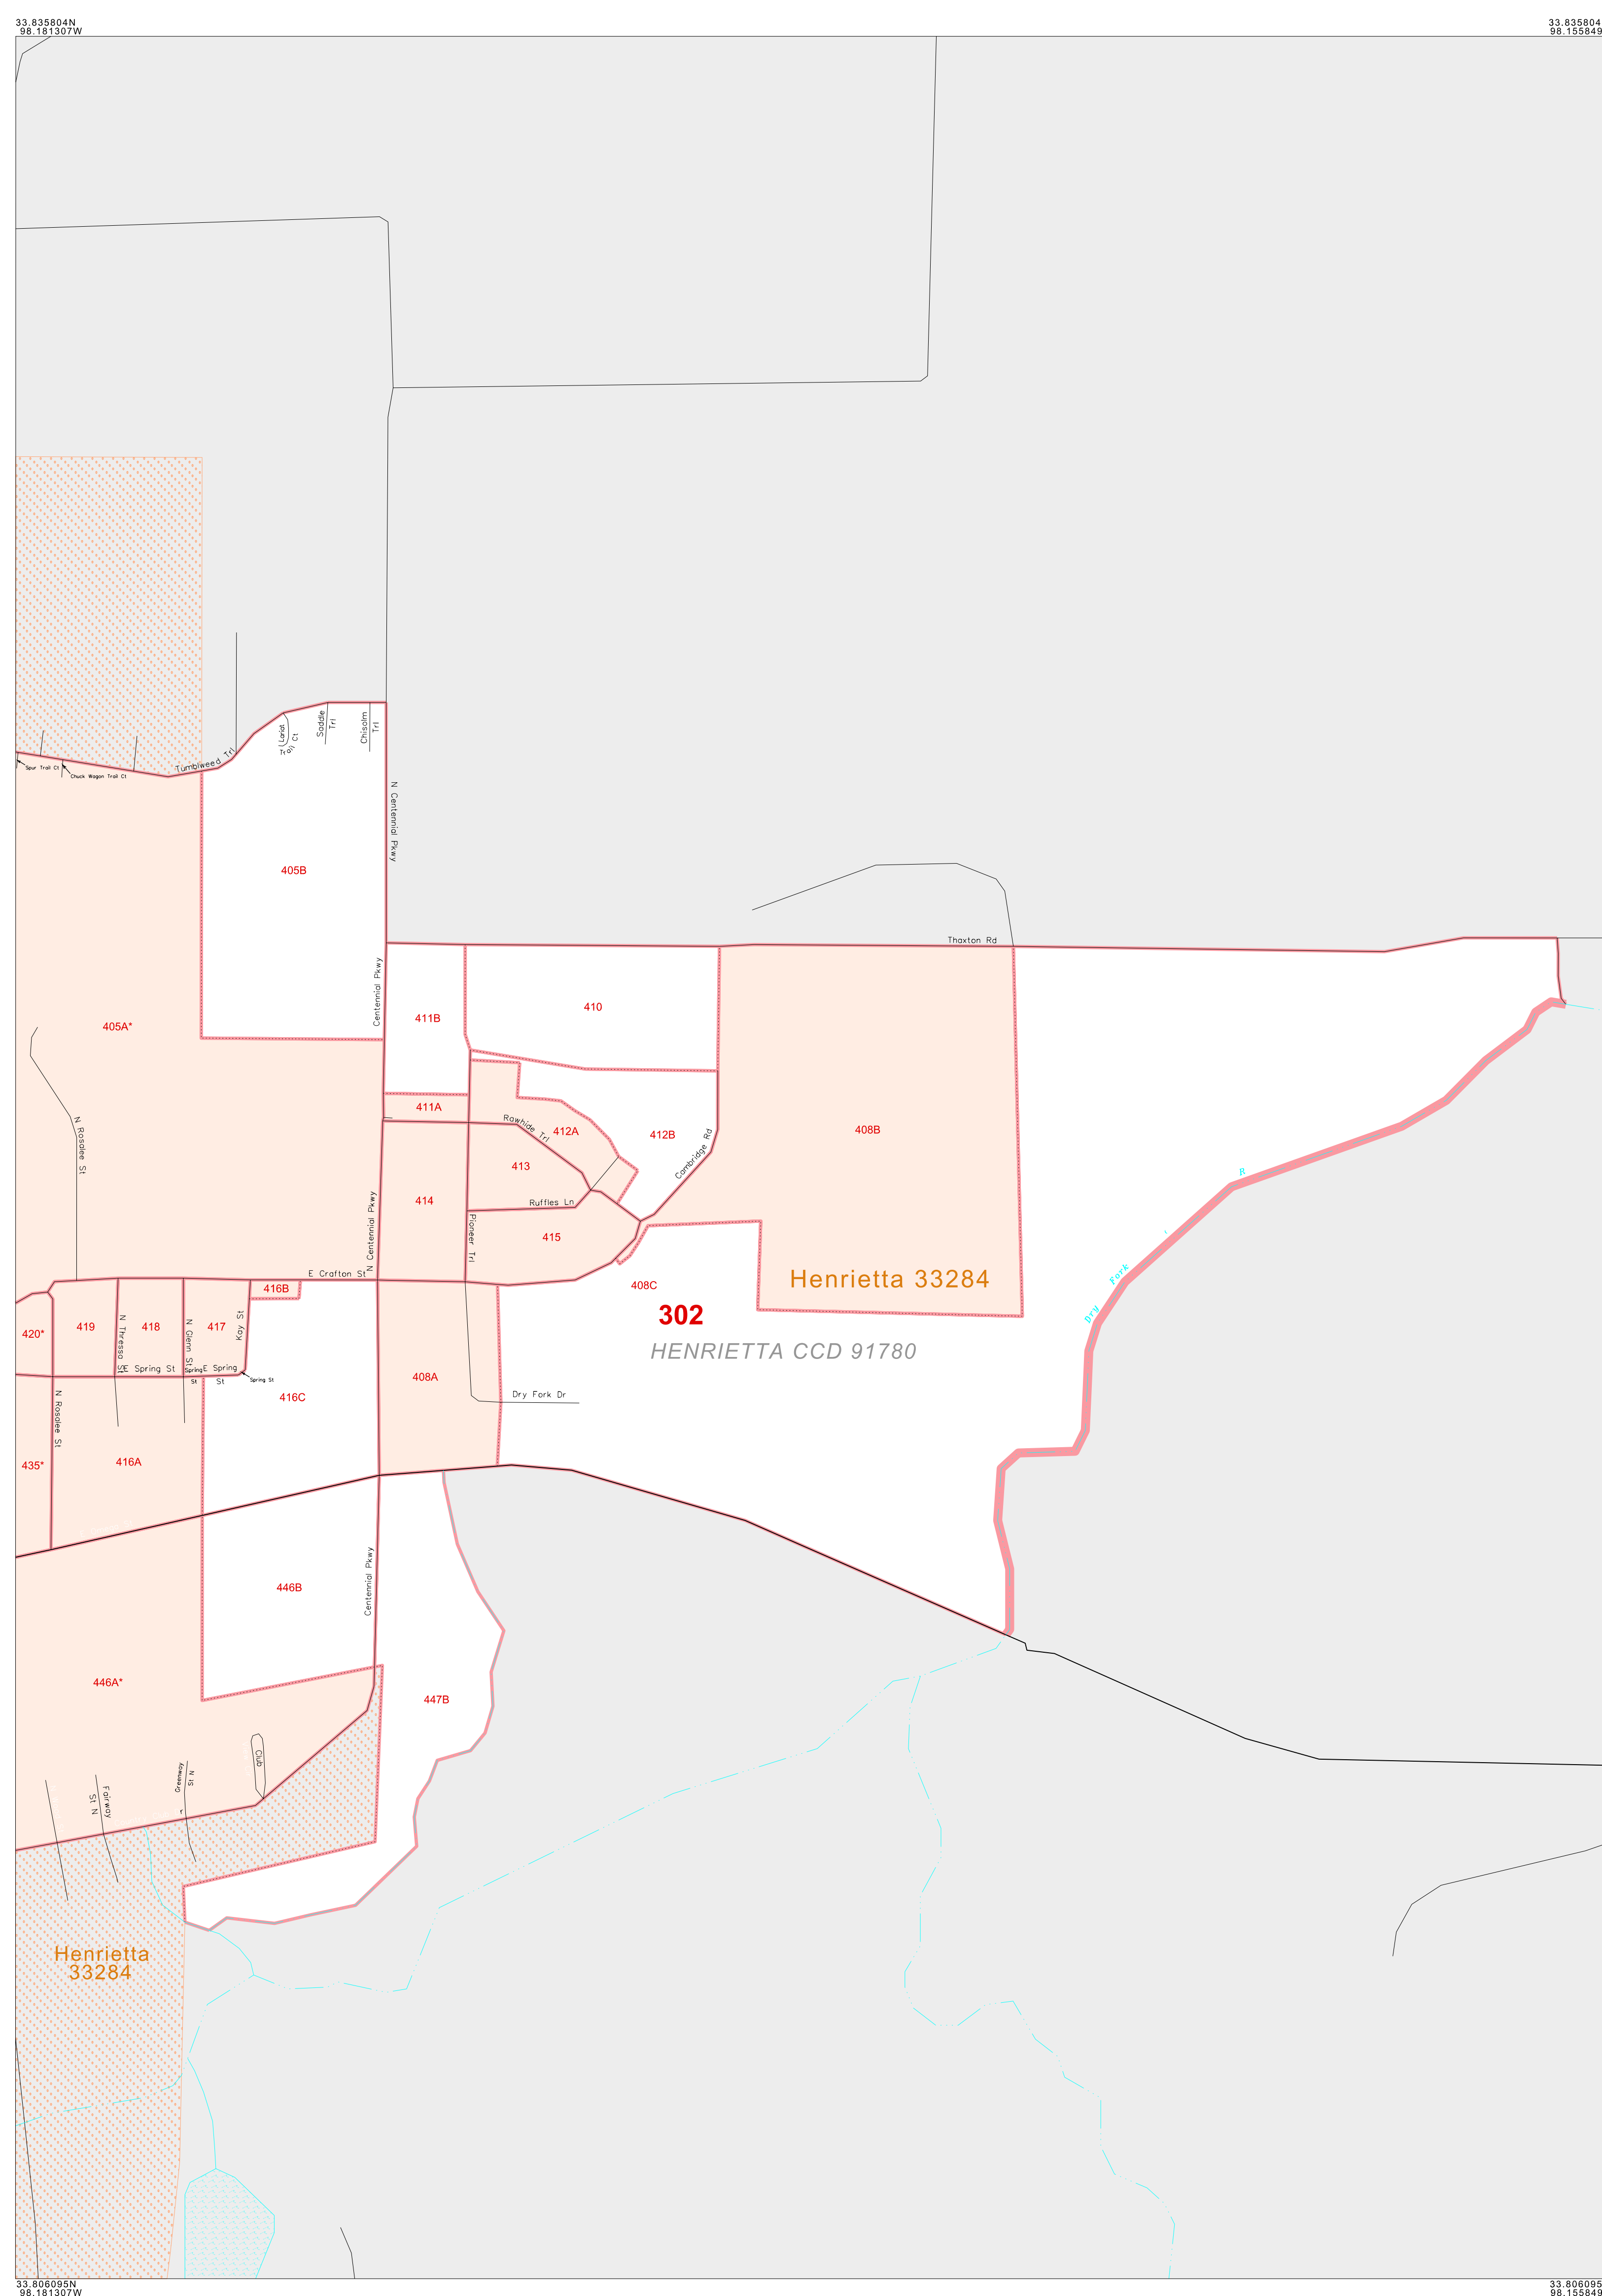 33.835804N
98.181307W
33.835804
98.155849
Lariat
Trail Ct
Saddle
Trl
Chisolm
Trl
Tumblweed Trl
Spur Trail Ct
Chuck Wagon Trail Ct
N Centennial Pkwy
405B
Thaxton Rd
Centennial Pkwy
410
411B
405A*
411A
Rawhide Trl
412A
412B
Cambridge Rd
408B
N Rosalee St
413
414
Ruffles Ln
N Centennial Pkwy
Pioneer Trl
415
Dry Fork R
E Crafton St
408C
Henrietta 33284
416B
302
HENRIETTA CCD 91780
420*
419
N Thresso St
418
N Glenn St
417
Kay St
E Spring St
Spring
St
E Spring
St
Spring St
408A
Dry Fork Dr
416C
N Rosalee St
435*
416A
446B
Centennial Pkwy
446A*
447B
Club
Greenway
N St
r
Fairway
St N
Henrietta
33284
33.806095N
98.181307W
33.806095
98.155849